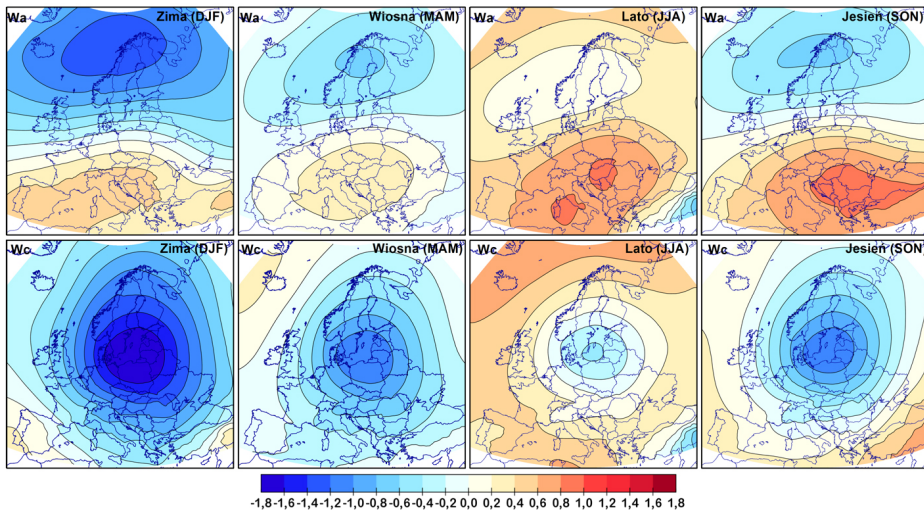 Wa Zima (DJF)
Wa Wiosna (MAM)
Wa Lato (JJA)
Wa Jesień (SON)
Wc Zima (DJF)
Wc Wiosna (MAM)
Wc Lato (JJA)
Wc Jesień (SON)
-1,8 -1,6 -1,4 -1,2 -1,0 -0,8 -0,6 -0,4 -0,2 0,0 0,2 0,4 0,6 0,8 1,0 1,2 1,4 1,6 1,8